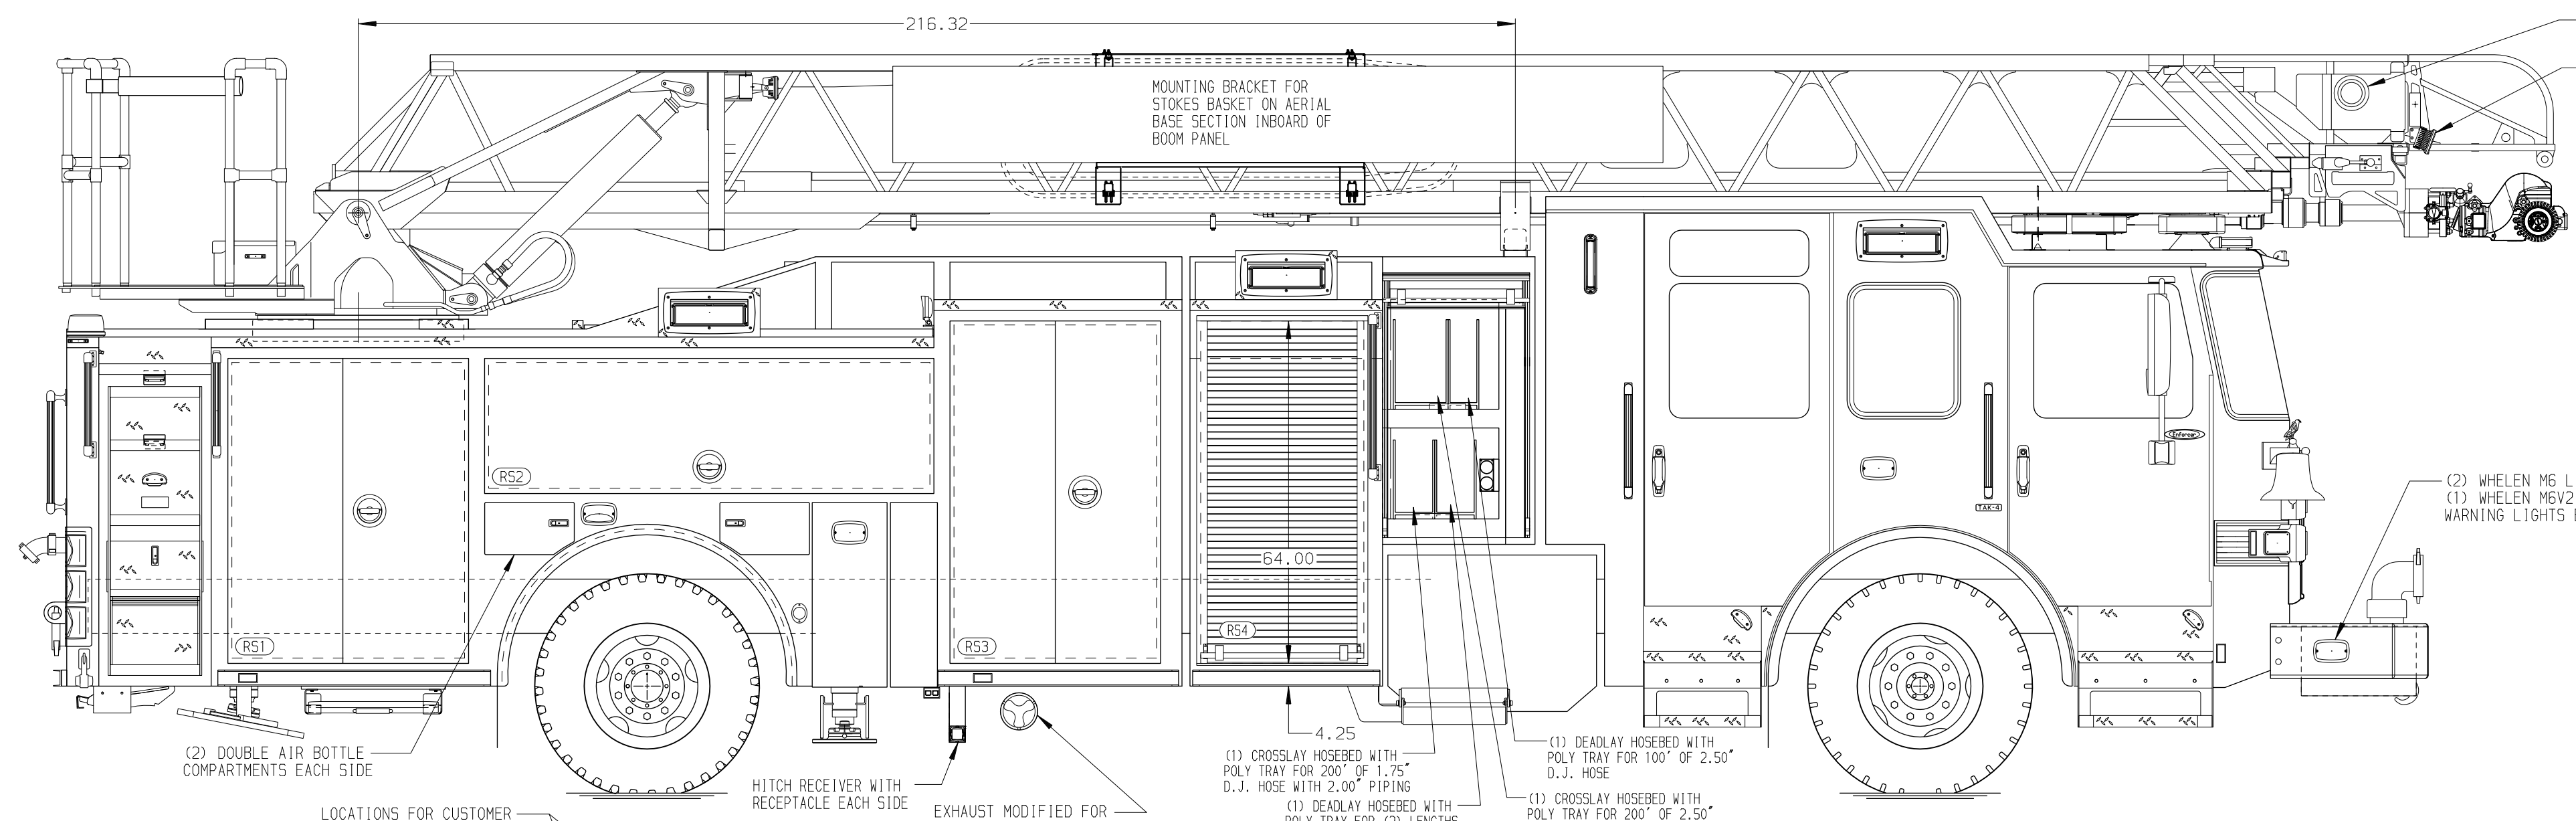 216.32
MOUNTING BRACKET FOR
STOKES BASKET ON AERIAL
BASE SECTION INBOARD OF
BOOM PANEL
RS2
Enforcer
TAK-4
(2) WHELEN M6 L
(1) WHELEN M6V2
WARNING LIGHTS
64.00
RS1
RS3
RS4
4.25
(2) DOUBLE AIR BOTTLE
COMPARTMENTS EACH SIDE
HITCH RECEIVER WITH
RECEPTACLE EACH SIDE
(1) CROSSLAY HOSEBED WITH
POLY TRAY FOR 200' OF 1.75"
D.J. HOSE WITH 2.00" PIPING
(1) DEADLAY HOSEBED WITH
POLY TRAY FOR 100' OF 2.50"
D.J. HOSE
LOCATIONS FOR CUSTOMER
EXHAUST MODIFIED FOR
(1) DEADLAY HOSEBED WITH
POLY TRAY FOR (2) LENGTHS
(1) CROSSLAY HOSEBED WITH
POLY TRAY FOR 200' OF 2.50"